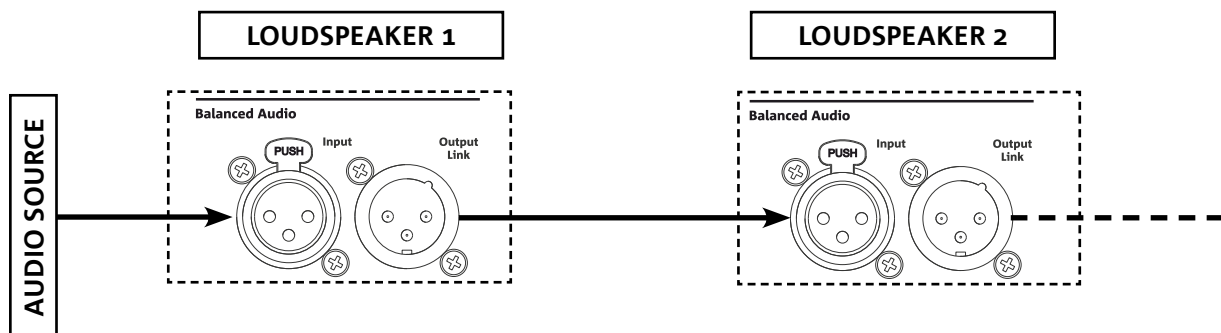 LOUDSPEAKER 1
LOUDSPEAKER 2
AUDIO SOURCE
Balanced Audio
PUSH
Input
Output
Link
Balanced Audio
PUSH
Input
Output
Link